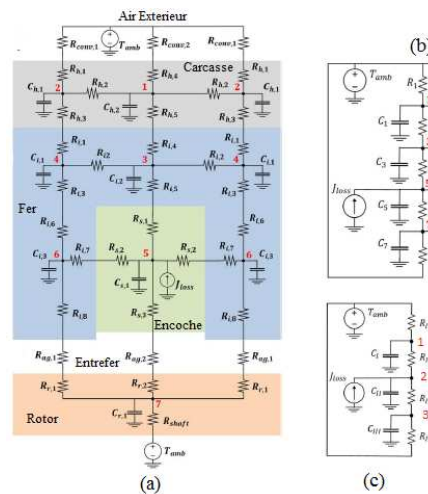 Air Exterieur
R_conv,1 T_amb R_conv,2 R_conv,1
R_h,1 R_h,4 R_h,1
Carcasse
C_h,1 2 R_h,2 1 R_h,2 2 C_h,1
C_h,2
R_h,3 R_h,5 R_h,3
R_i,1 R_i,4 R_i,1
C_i,1 4 R_i2 3 R_i,2 4 C_i,1
C_i,2
R_i,3 R_i,5 R_i,3
Fer
R_i,6 R_s,1 R_i,6
6 R_i,7 R_s,2 5 R_s,2 R_i,7 6
C_i,3 C_s,1 J_loss C_i,3
R_i,8 R_s,3 R_i,8
Encoche
R_ag,1 Entrefer R_ag,2 R_ag,1
R_r,1 R_r,2 R_r,1
7
C_r,1
Rotor R_shaft
T_amb
(a)
(b)
T_amb R_1
C_1
C_3
J_loss
C_5
C_7
T_amb
1
C_I
2
J_loss
C_II
3
C_III
(c)